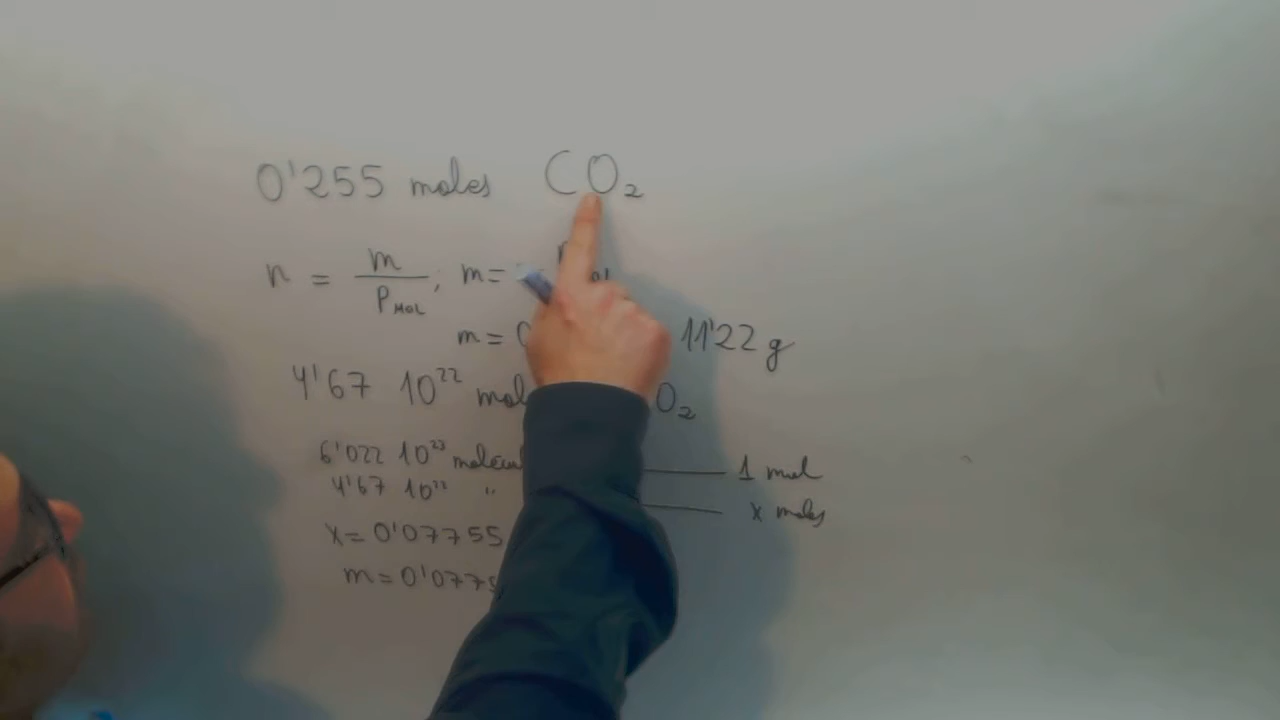 0'255 moles CO₂
n = m / PMOL ; m=
m= 0 11'22 g
4'67 10²² mol O₂
6'022 10²³ molécul 1 mol
4'67 10²² " x moles
x= 0'07755
m= 0'0775